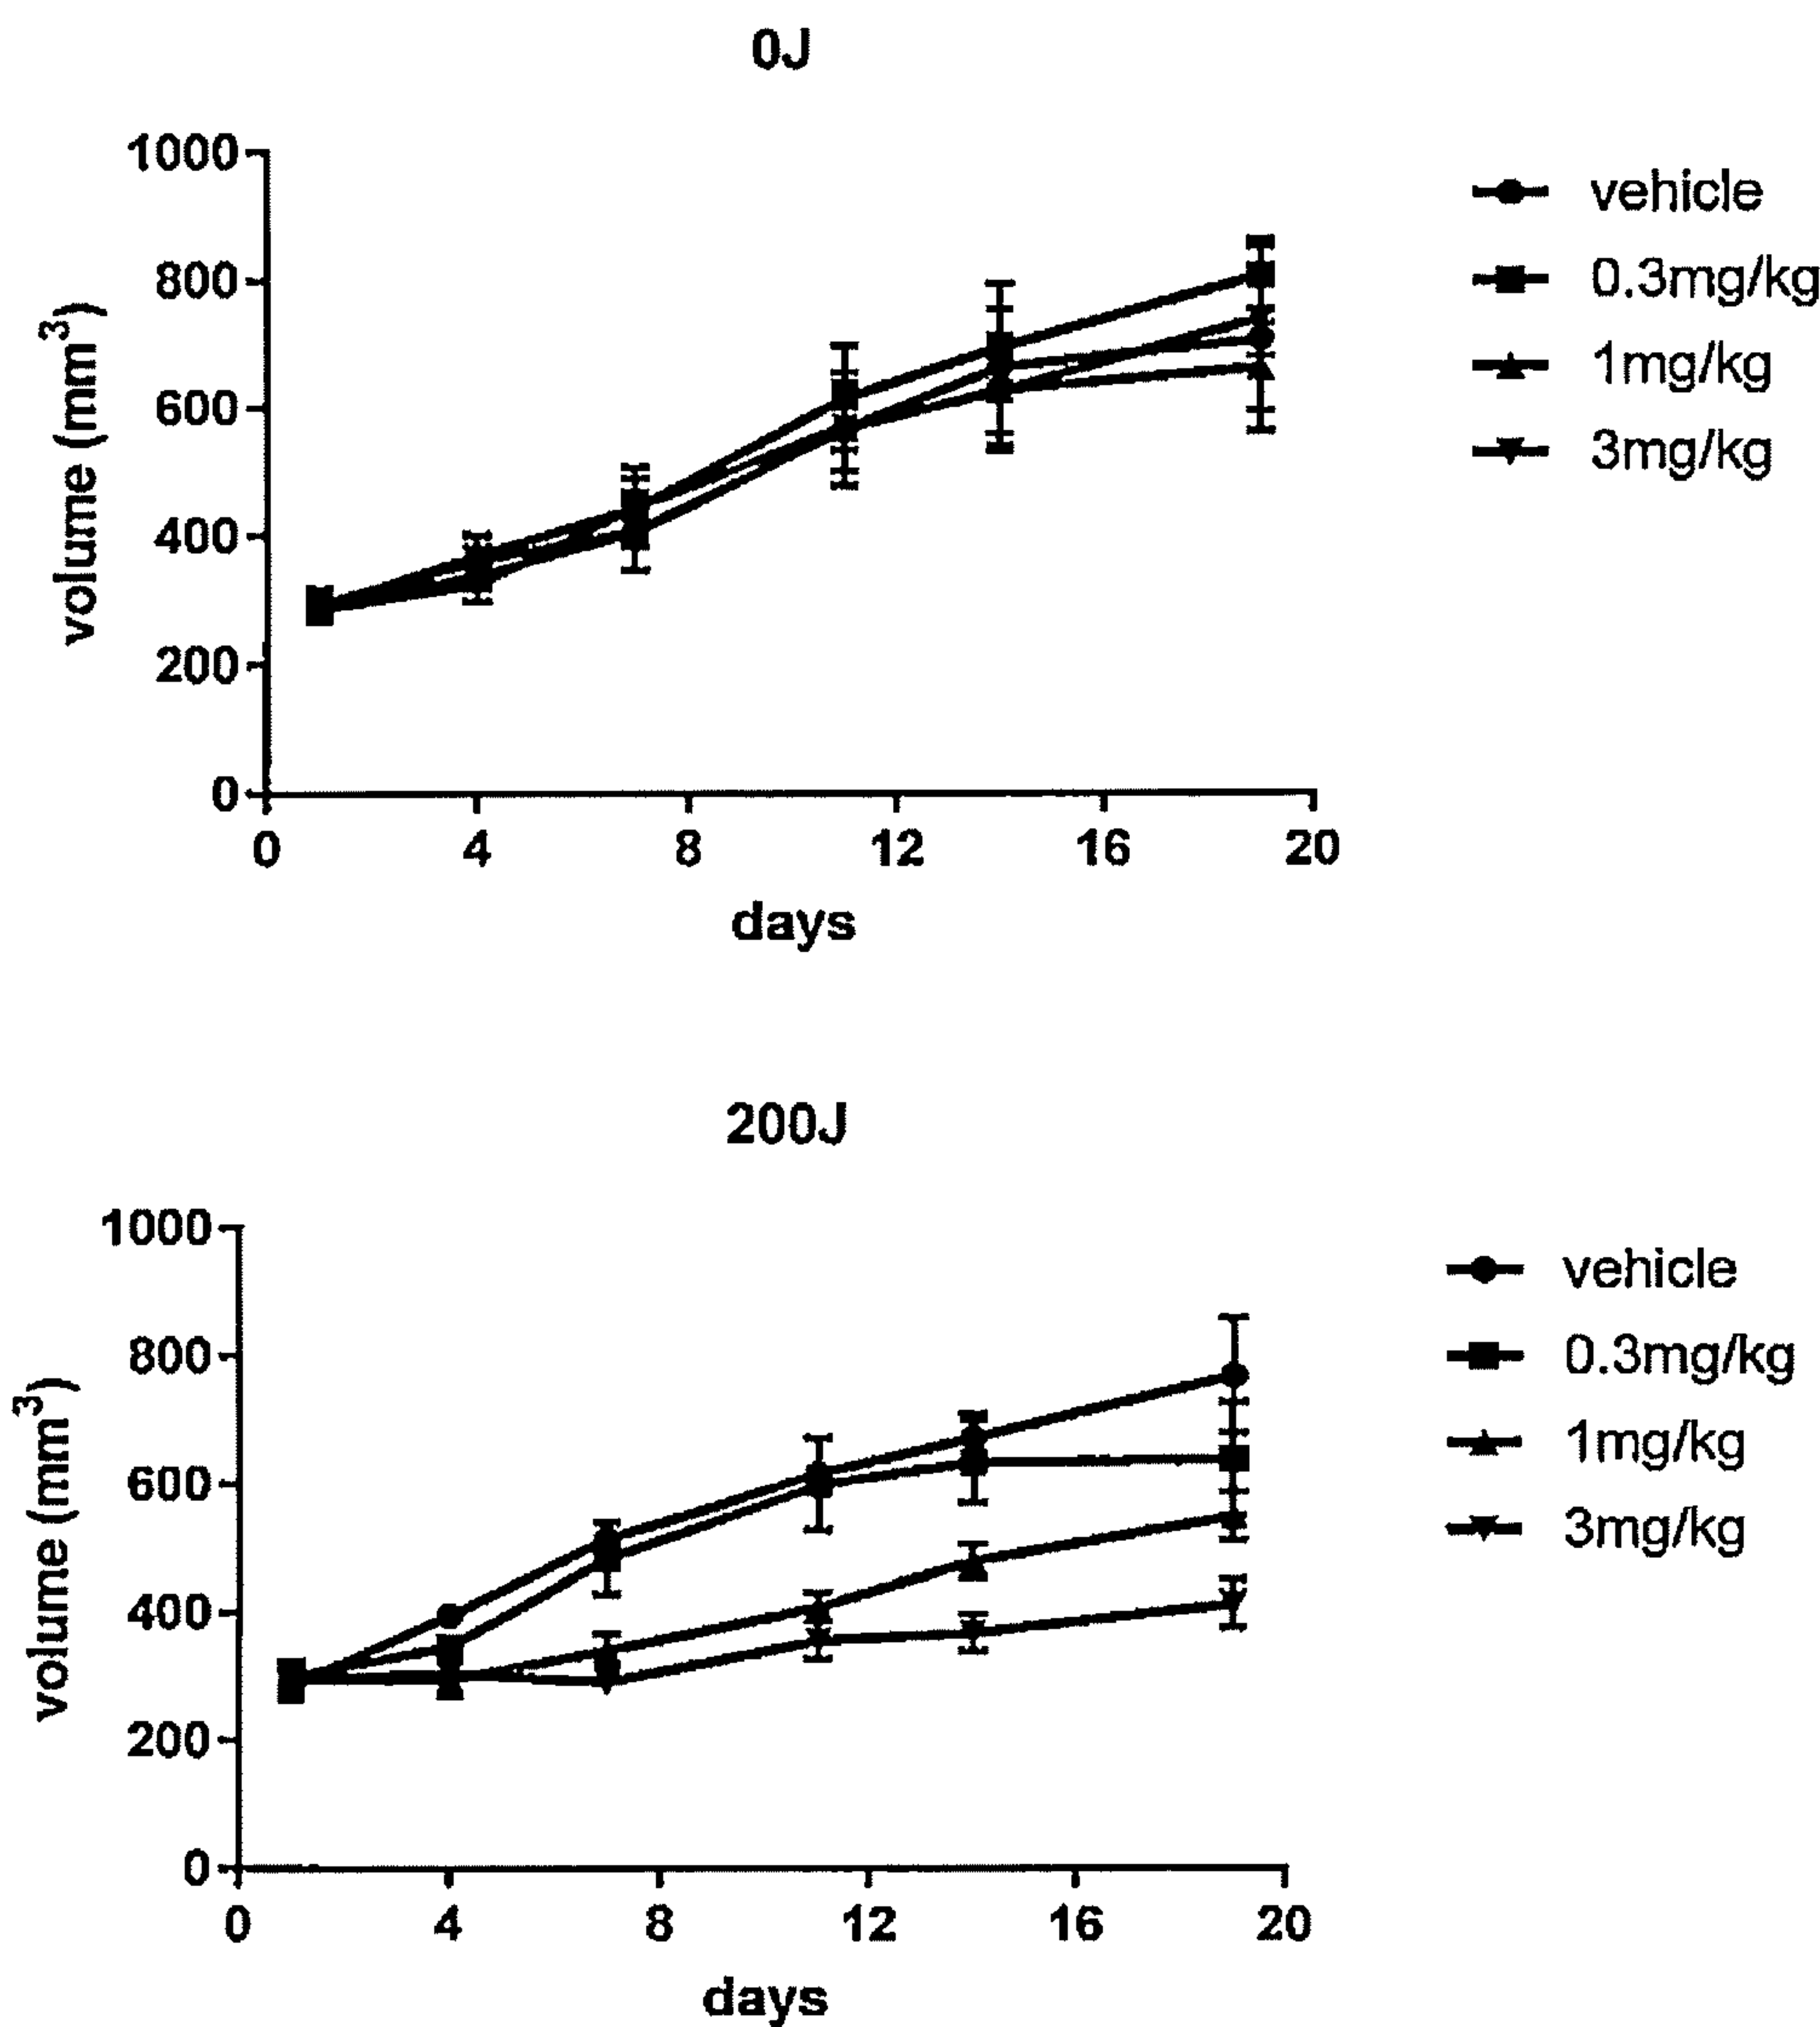 0J
1000
800
600
400
200
0
volume (mm³)
0 4 8 12 16 20
days
vehicle
0.3mg/kg
1mg/kg
3mg/kg
200J
1000
800
600
400
200
0
volume (mm³)
0 4 8 12 16 20
days
vehicle
0.3mg/kg
1mg/kg
3mg/kg